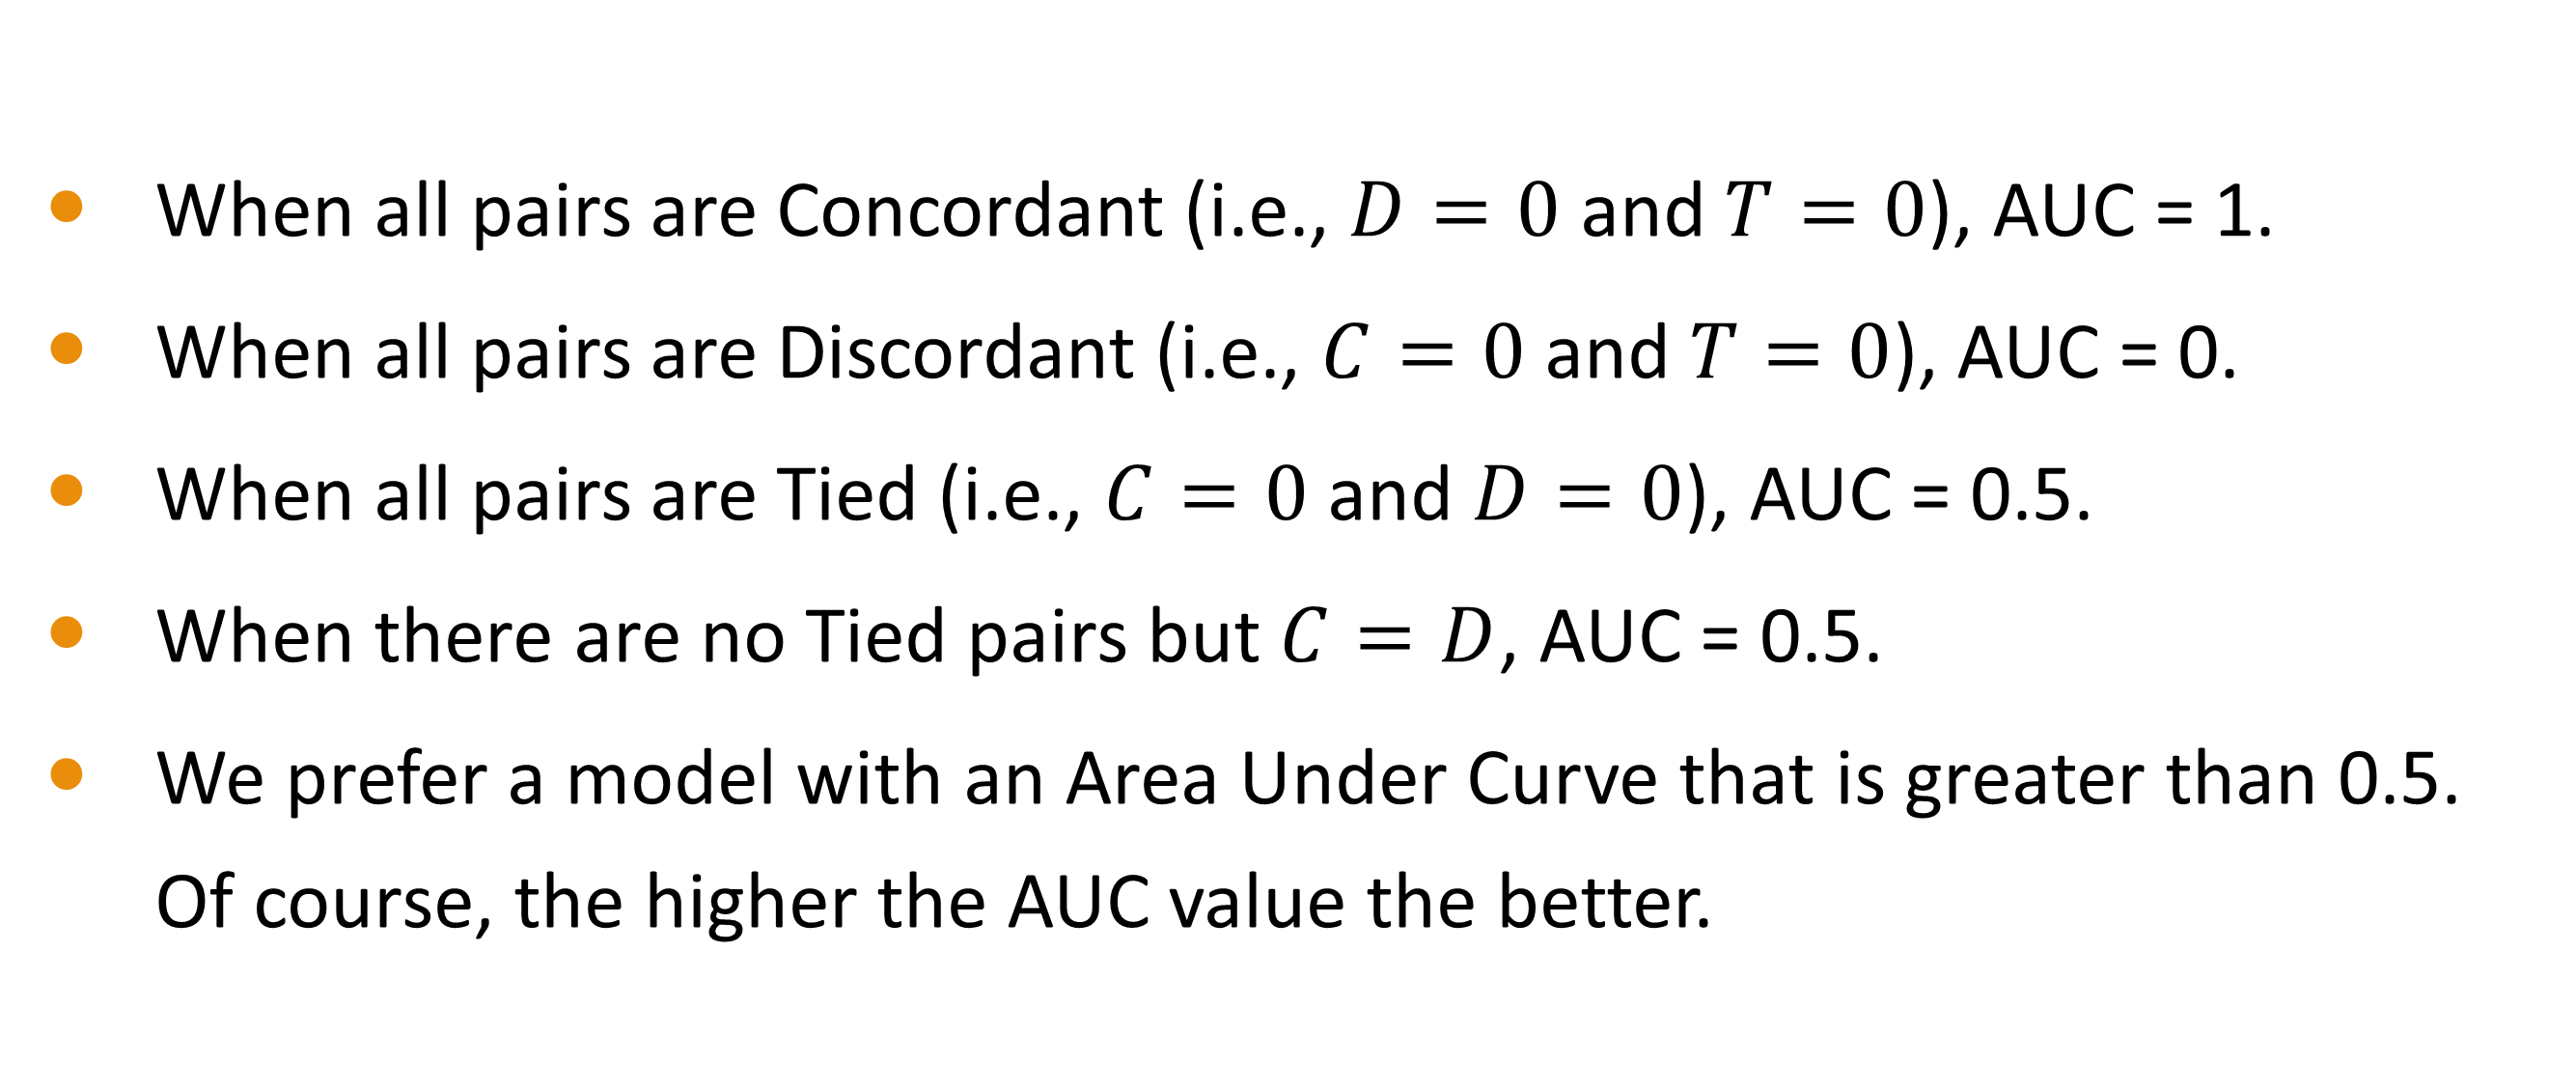 • When all pairs are Concordant (i.e., D = 0 and T = 0), AUC = 1.
• When all pairs are Discordant (i.e., C = 0 and T = 0), AUC = 0.
• When all pairs are Tied (i.e., C = 0 and D = 0), AUC = 0.5.
• When there are no Tied pairs but C = D, AUC = 0.5.
• We prefer a model with an Area Under Curve that is greater than 0.5.
Of course, the higher the AUC value the better.